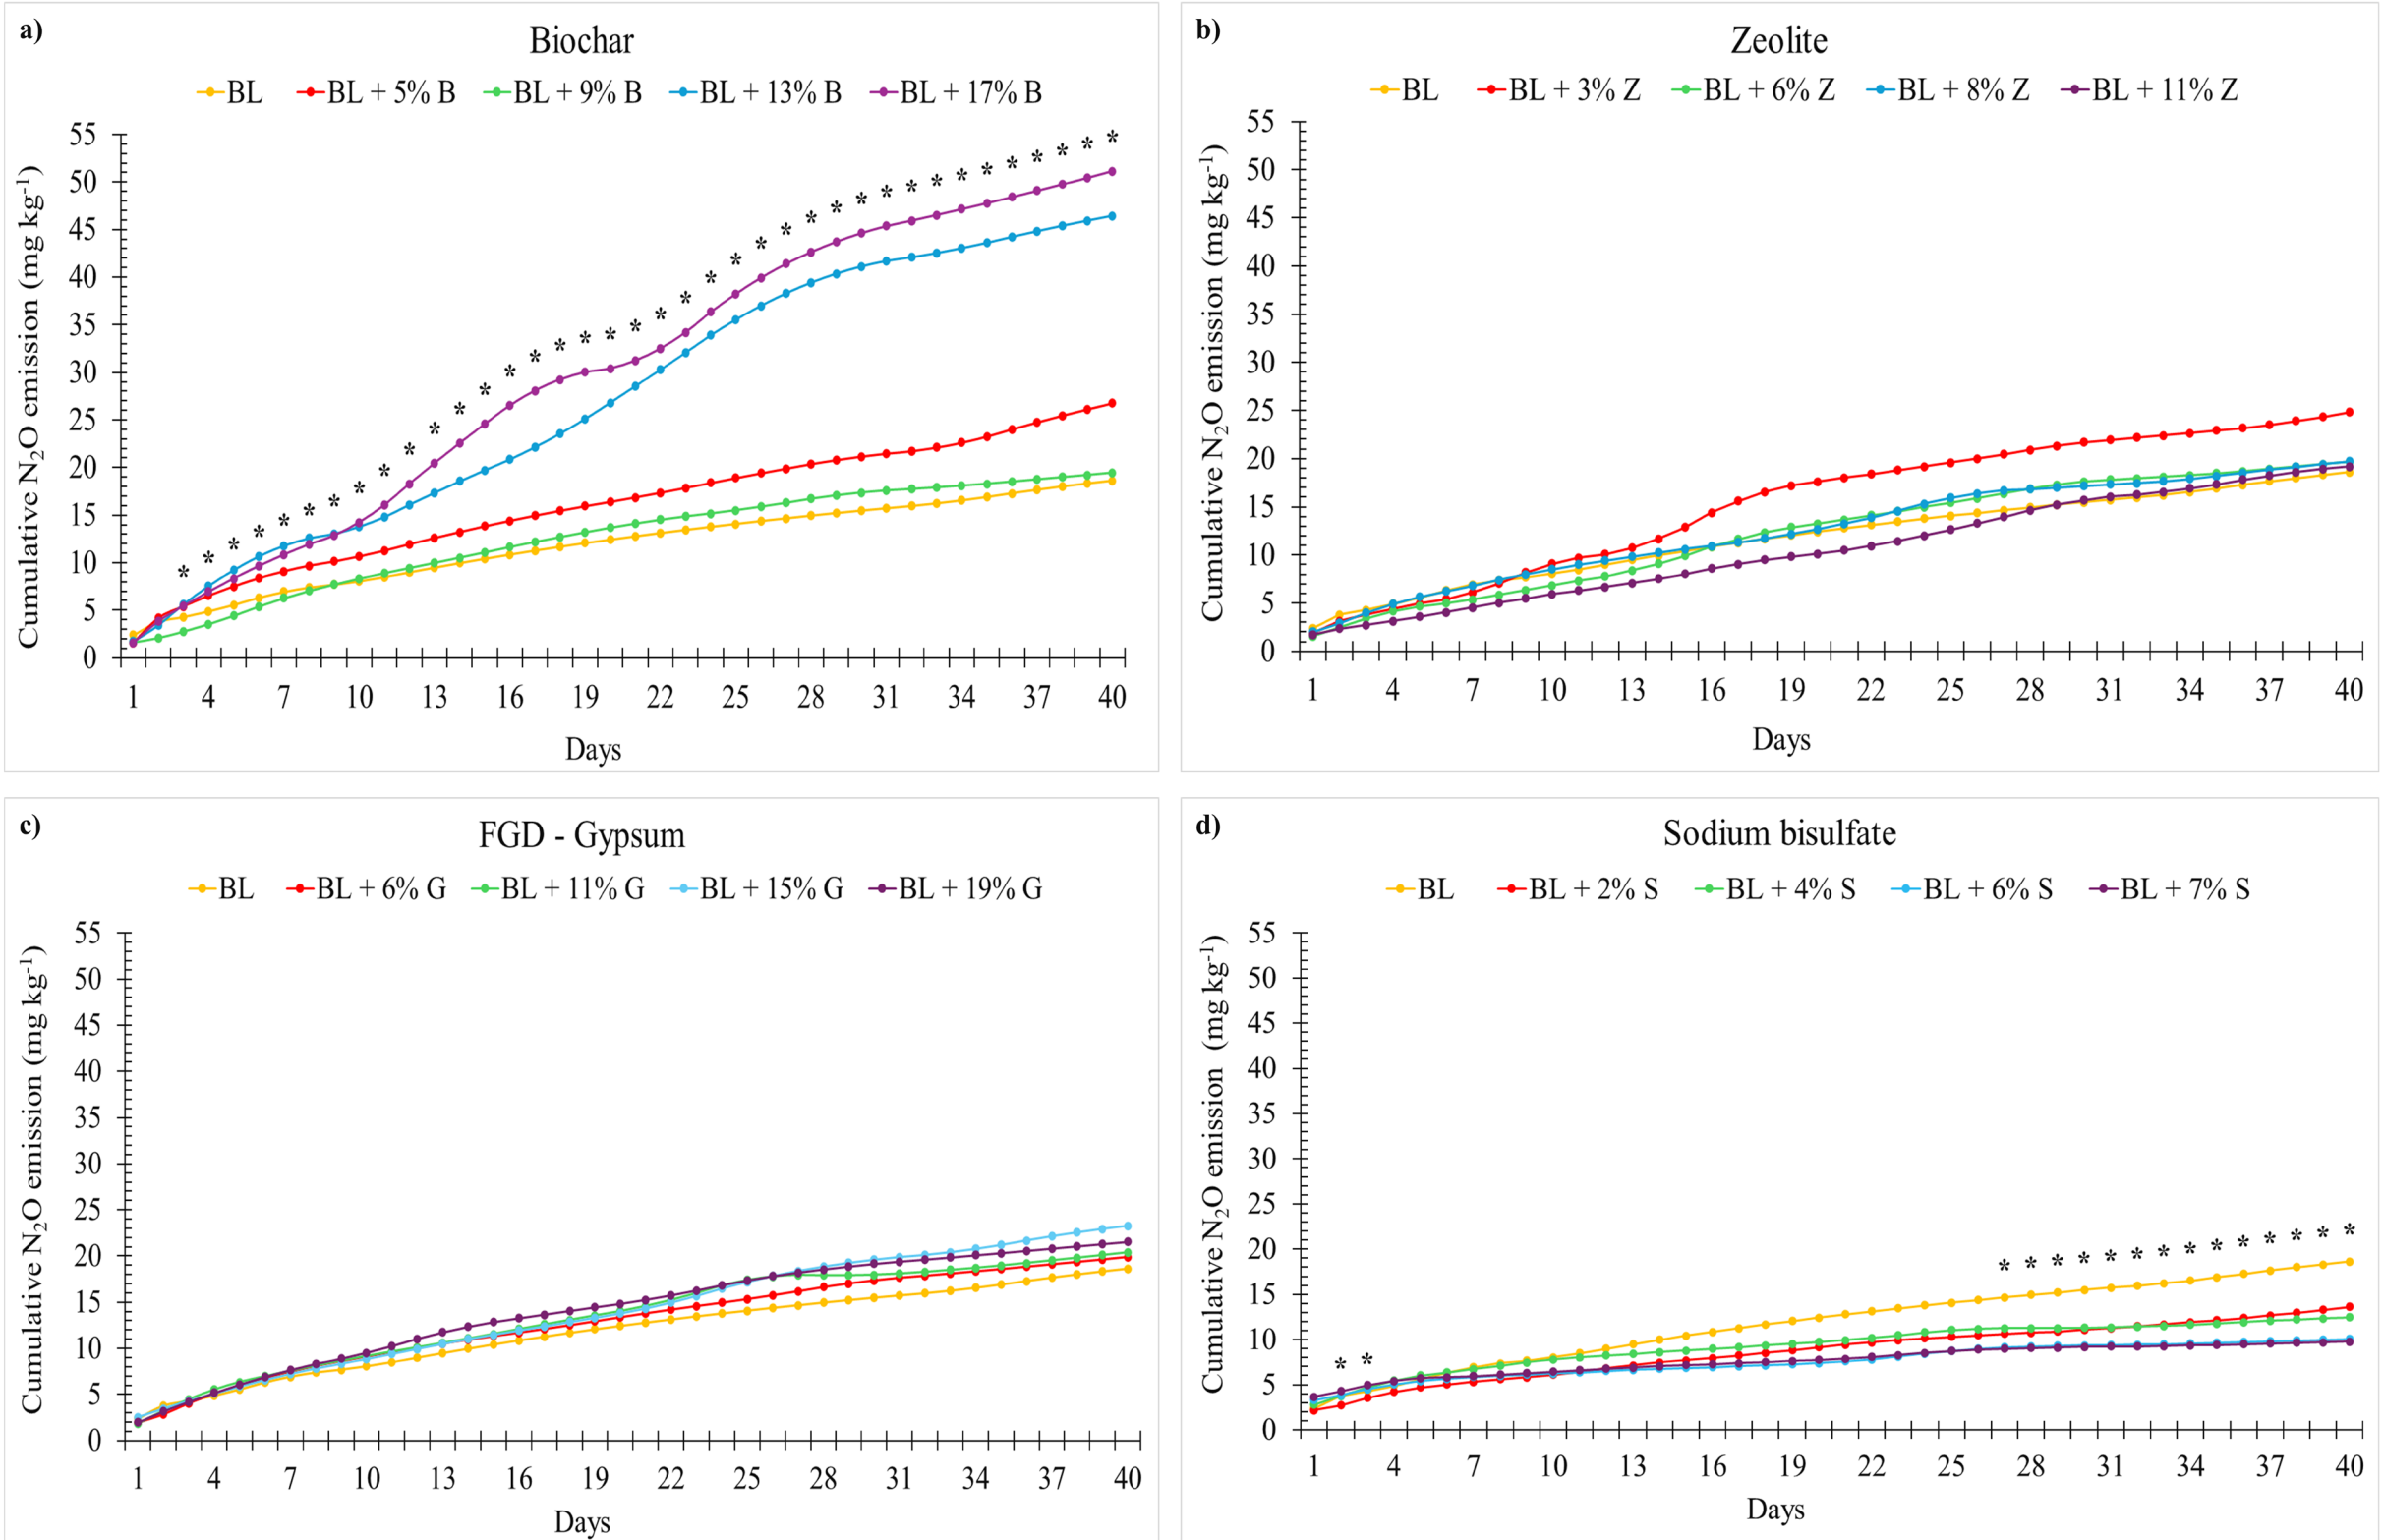 a)
Biochar
BL BL + 5% B BL + 9% B BL + 13% B BL + 17% B
Cumulative N₂O emission (mg kg⁻¹)
55
50
45
40
35
30
25
20
15
10
5
0
* * * * * * * * * * * * * * * * * * * * * * * * * * * * * * * * * * * * * *
1 4 7 10 13 16 19 22 25 28 31 34 37 40
Days
b)
Zeolite
BL BL + 3% Z BL + 6% Z BL + 8% Z BL + 11% Z
Cumulative N₂O emission (mg kg⁻¹)
55
50
45
40
35
30
25
20
15
10
5
0
1 4 7 10 13 16 19 22 25 28 31 34 37 40
Days
c)
FGD - Gypsum
BL BL + 6% G BL + 11% G BL + 15% G BL + 19% G
Cumulative N₂O emission (mg kg⁻¹)
55
50
45
40
35
30
25
20
15
10
5
0
1 4 7 10 13 16 19 22 25 28 31 34 37 40
Days
d)
Sodium bisulfate
BL BL + 2% S BL + 4% S BL + 6% S BL + 7% S
Cumulative N₂O emission (mg kg⁻¹)
55
50
45
40
35
30
25
20
15
10
5
0
* * * * * * * * * * * * * * * *
1 4 7 10 13 16 19 22 25 28 31 34 37 40
Days